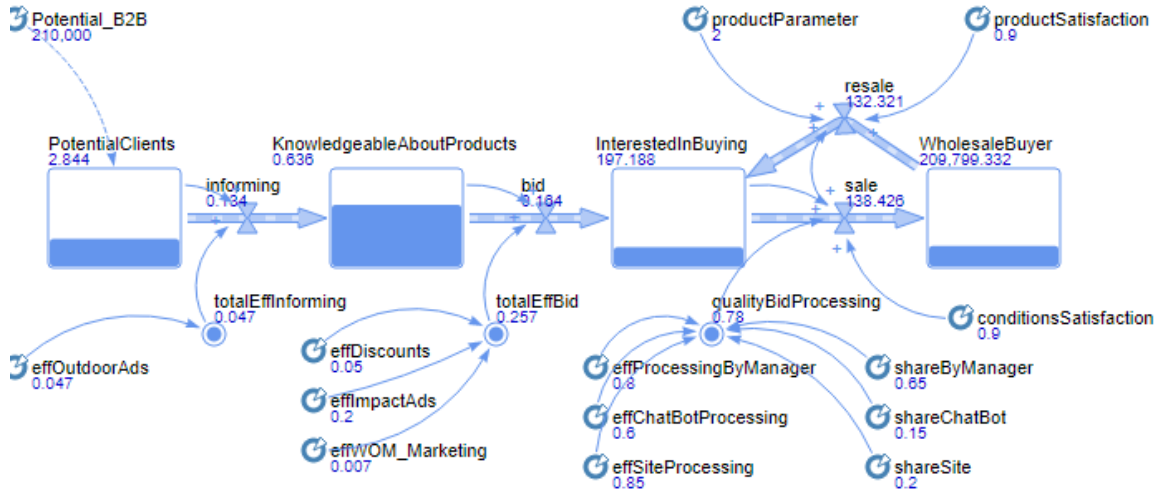 Potential_B2B
210,000
productParameter
2
productSatisfaction
0.9
resale
132.321
PotentialClients
2.844
KnowledgeableAboutProducts
0.636
InterestedInBuying
197.188
WholesaleBuyer
209,799.332
informing
0.134
bid
0.164
sale
138.426
totalEffInforming
0.047
totalEffBid
0.257
qualityBidProcessing
0.78
conditionsSatisfaction
0.9
effOutdoorAds
0.047
effDiscounts
0.05
effProcessingByManager
0.8
shareByManager
0.65
effImpactAds
0.2
effChatBotProcessing
0.6
shareChatBot
0.15
effWOM_Marketing
0.007
effSiteProcessing
0.85
shareSite
0.2